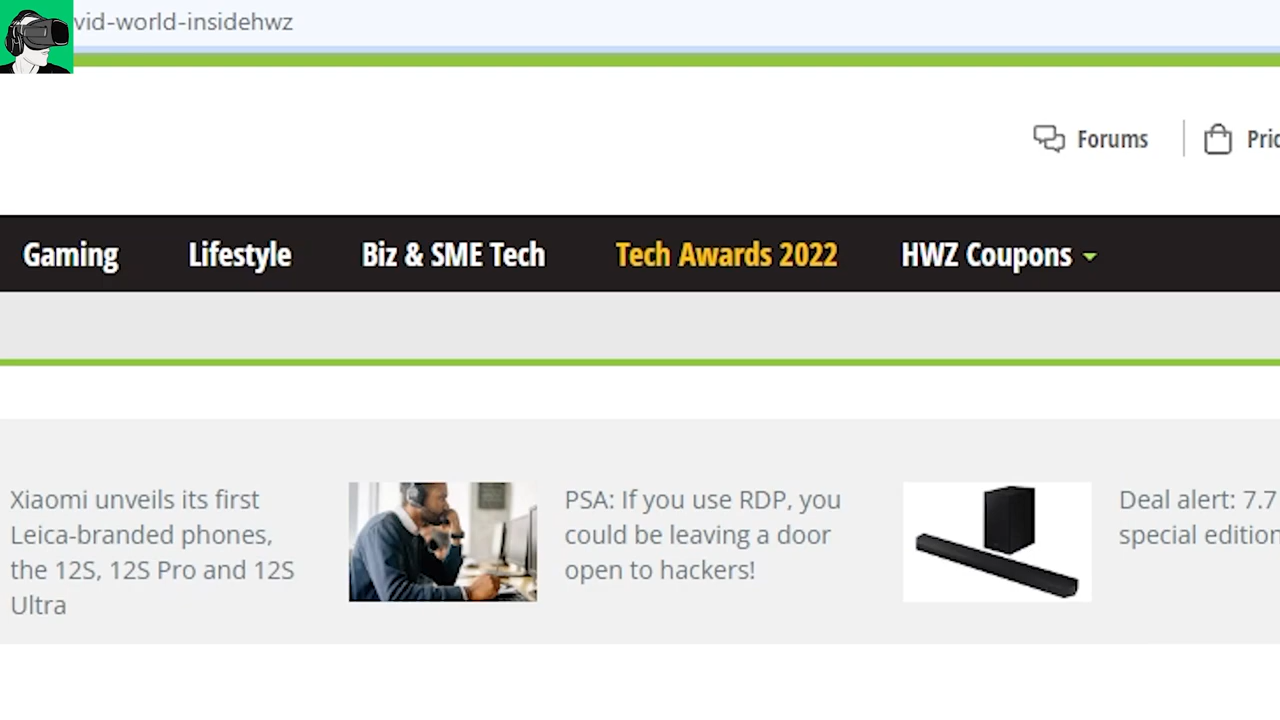 vid-world-insidehwz
Forums
Gaming Lifestyle Biz & SME Tech Tech Awards 2022 HWZ Coupons
Xiaomi unveils its first
Leica-branded phones,
the 12S, 12S Pro and 12S
Ultra
PSA: If you use RDP, you
could be leaving a door
open to hackers!
Deal alert: 7.7
special edition